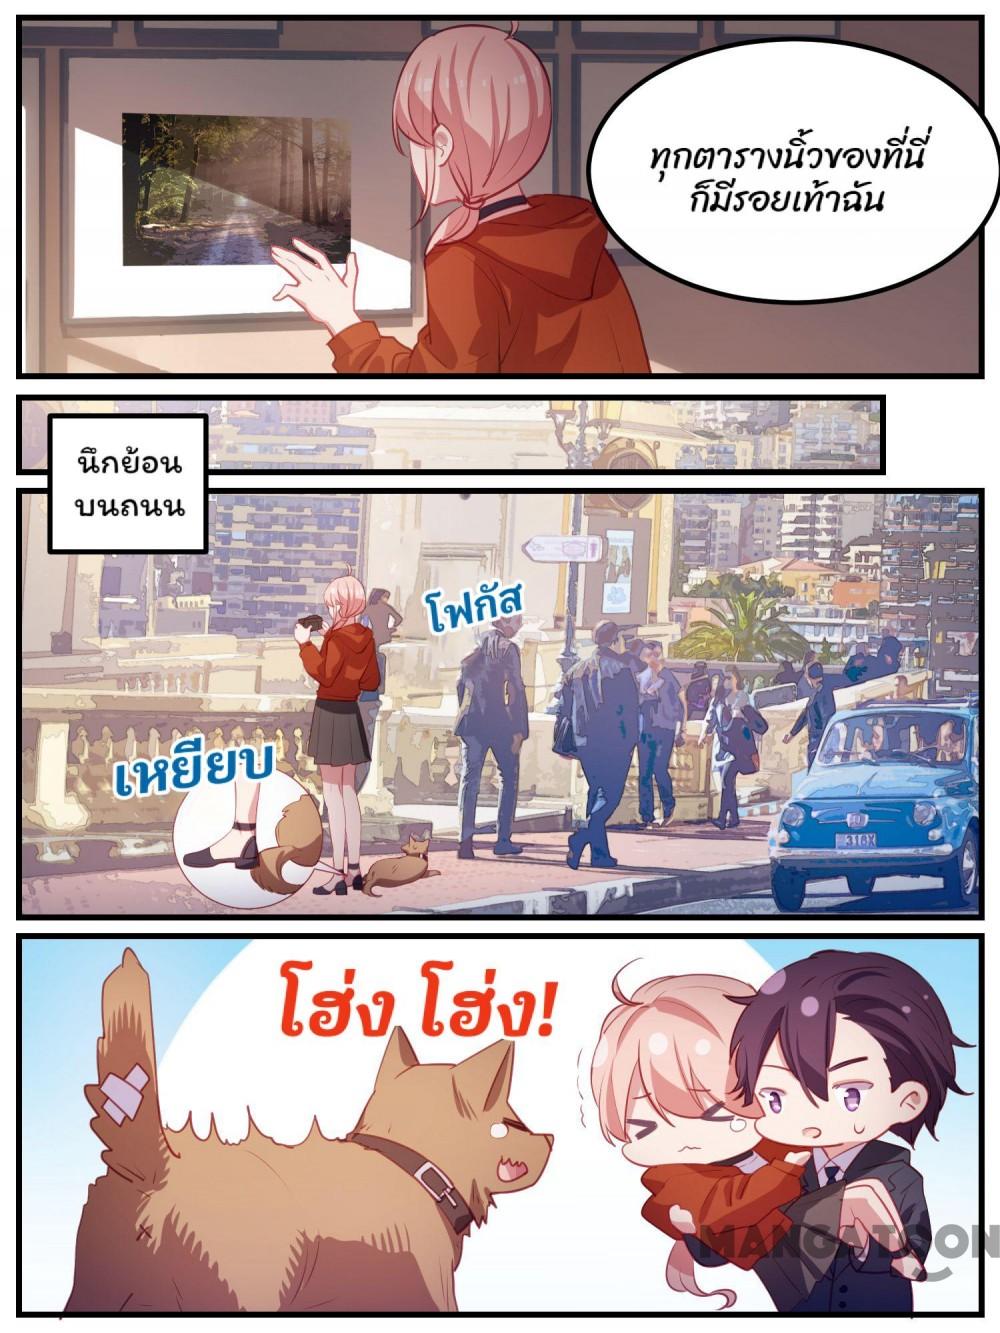 ทุกตารางนิ้วของที่นี่
ก็มีรอยเท้าฉัน
นึกย้อน
บนถนน
โฟกัส
เหยียบ
316X
โฮ่ง โฮ่ง!
MANGATOON